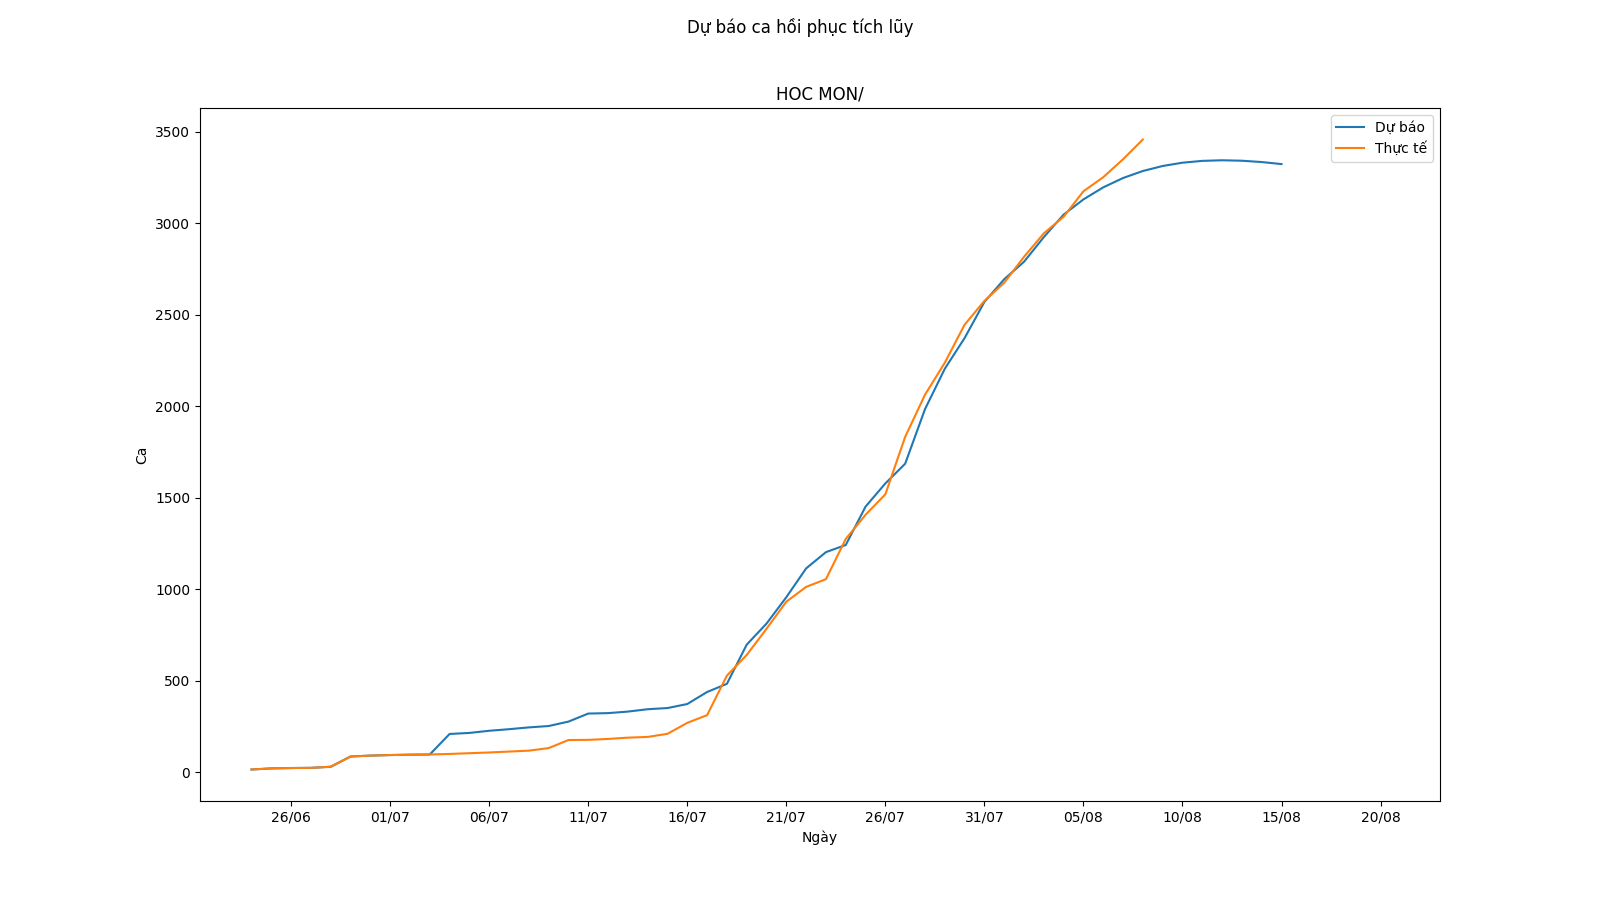 Dự báo ca hồi phục tích lũy
HOC MON/
Dự báo
Thực tế
3500
3000
2500
2000
1500
1000
500
0
Ca
26/06 01/07 06/07 11/07 16/07 21/07 26/07 31/07 05/08 10/08 15/08 20/08
Ngày